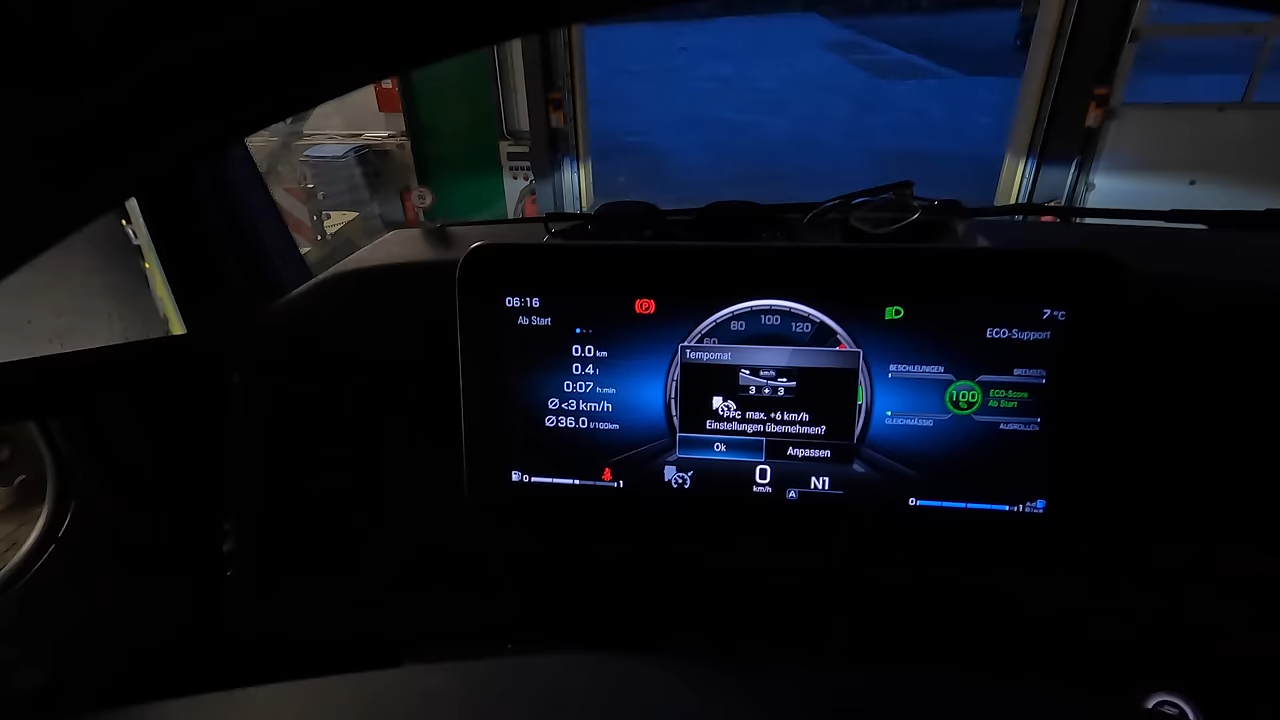 06:16
7 °C
Ab Start
ECO-Support
0.0 km
0.4 l
0:07 h:min
Ø <3 km/h
Ø 36.0 l/100km
60
80
100
120
Tempomat
km/h
3 3
PPC max. +6 km/h
Einstellungen übernehmen?
Ok
Anpassen
BESCHLEUNIGEN
BREMSEN
100
%
ECO-Score
Ab Start
GLEICHMÄSSIG
AUSROLLEN
0 1
0
km/h
A
N1
0 1